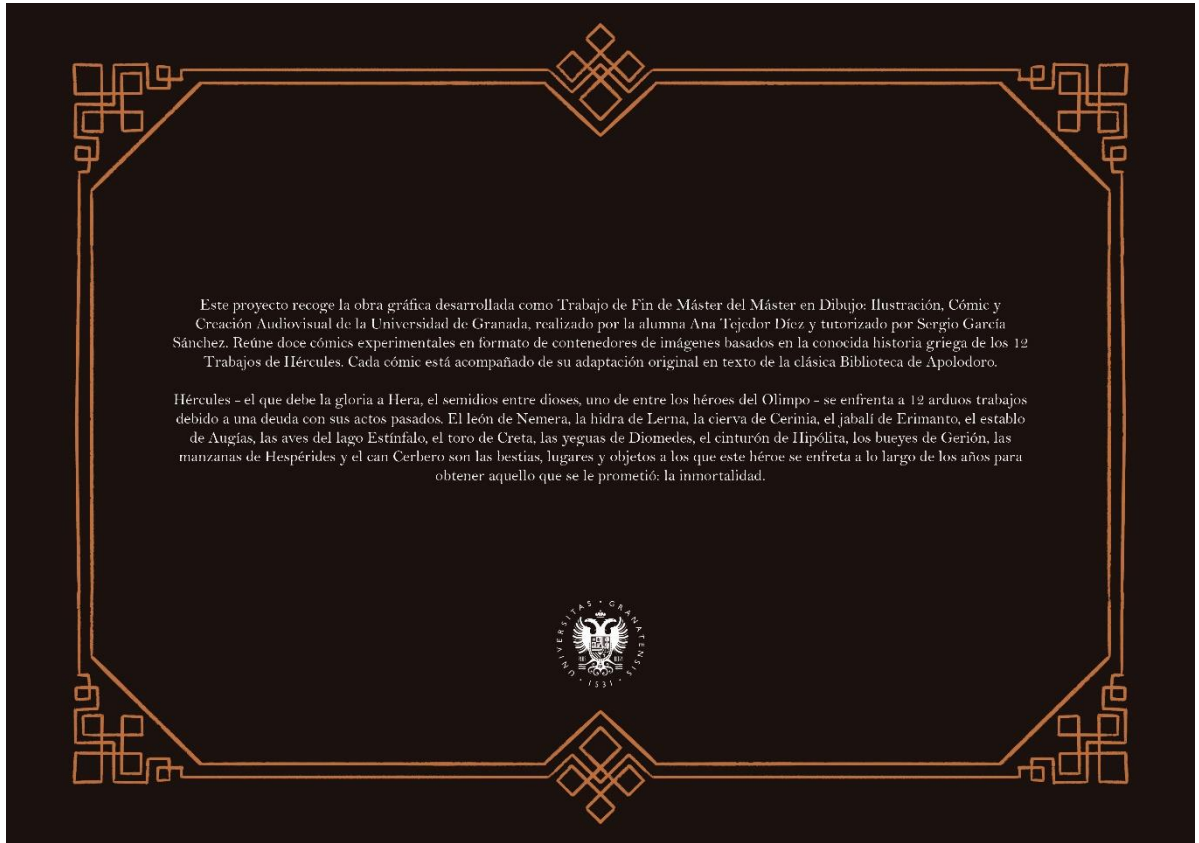 Este proyecto recoge la obra gráfica desarrollada como Trabajo de Fin de Máster del Máster en Dibujo: Ilustración, Cómic y
Creación Audiovisual de la Universidad de Granada, realizado por la alumna Ana Tejedor Díez y tutorizado por Sergio García
Sánchez. Reúne doce cómics experimentales en formato de contenedores de imágenes basados en la conocida historia griega de los 12
Trabajos de Hércules. Cada cómic está acompañado de su adaptación original en texto de la clásica Biblioteca de Apolodoro.
Hércules - el que debe la gloria a Hera, el semidios entre dioses, uno de entre los héroes del Olimpo - se enfrenta a 12 arduos trabajos
debido a una deuda con sus actos pasados. El león de Nemera, la hidra de Lerna, la cierva de Cerinia, el jabalí de Erimanto, el establo
de Augías, las aves del lago Estínfalo, el toro de Creta, las yeguas de Diomedes, el cinturón de Hipólita, los bueyes de Gerión, las
manzanas de Hespérides y el can Cerbero son las bestias, lugares y objetos a los que este héroe se enfreta a lo largo de los años para
obtener aquello que se le prometió: la inmortalidad.
UNIVERSITAS · GRANATENSIS
· 1531 ·